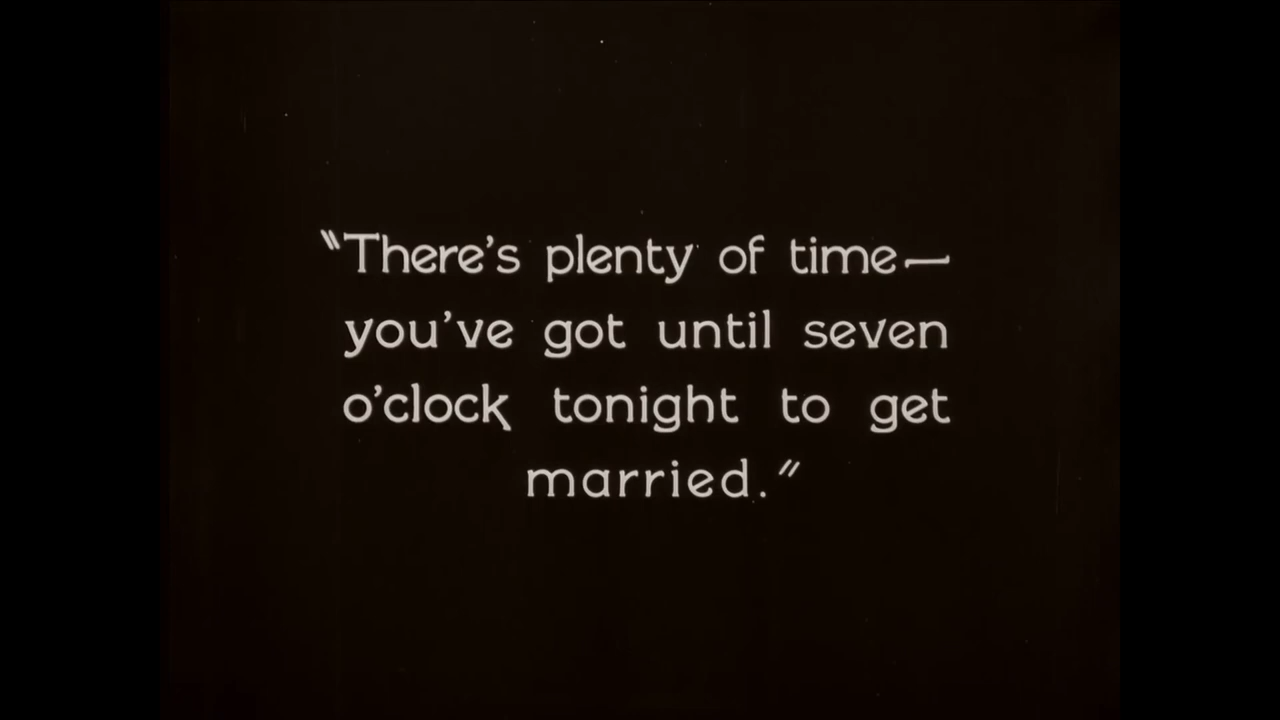 "There's plenty of time—
you've got until seven
o'clock tonight to get
married."